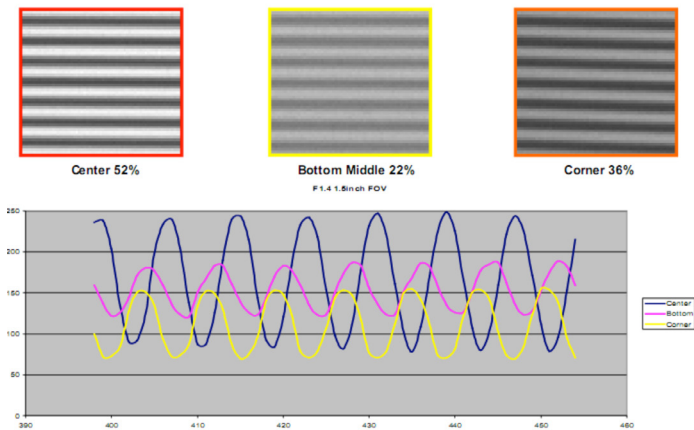 Center 52%
Bottom Middle 22%
Corner 36%
F1.4 1.5inch FOV
250
200
150
100
50
0
390
400
410
420
430
440
450
460
Center
Bottom
Corner